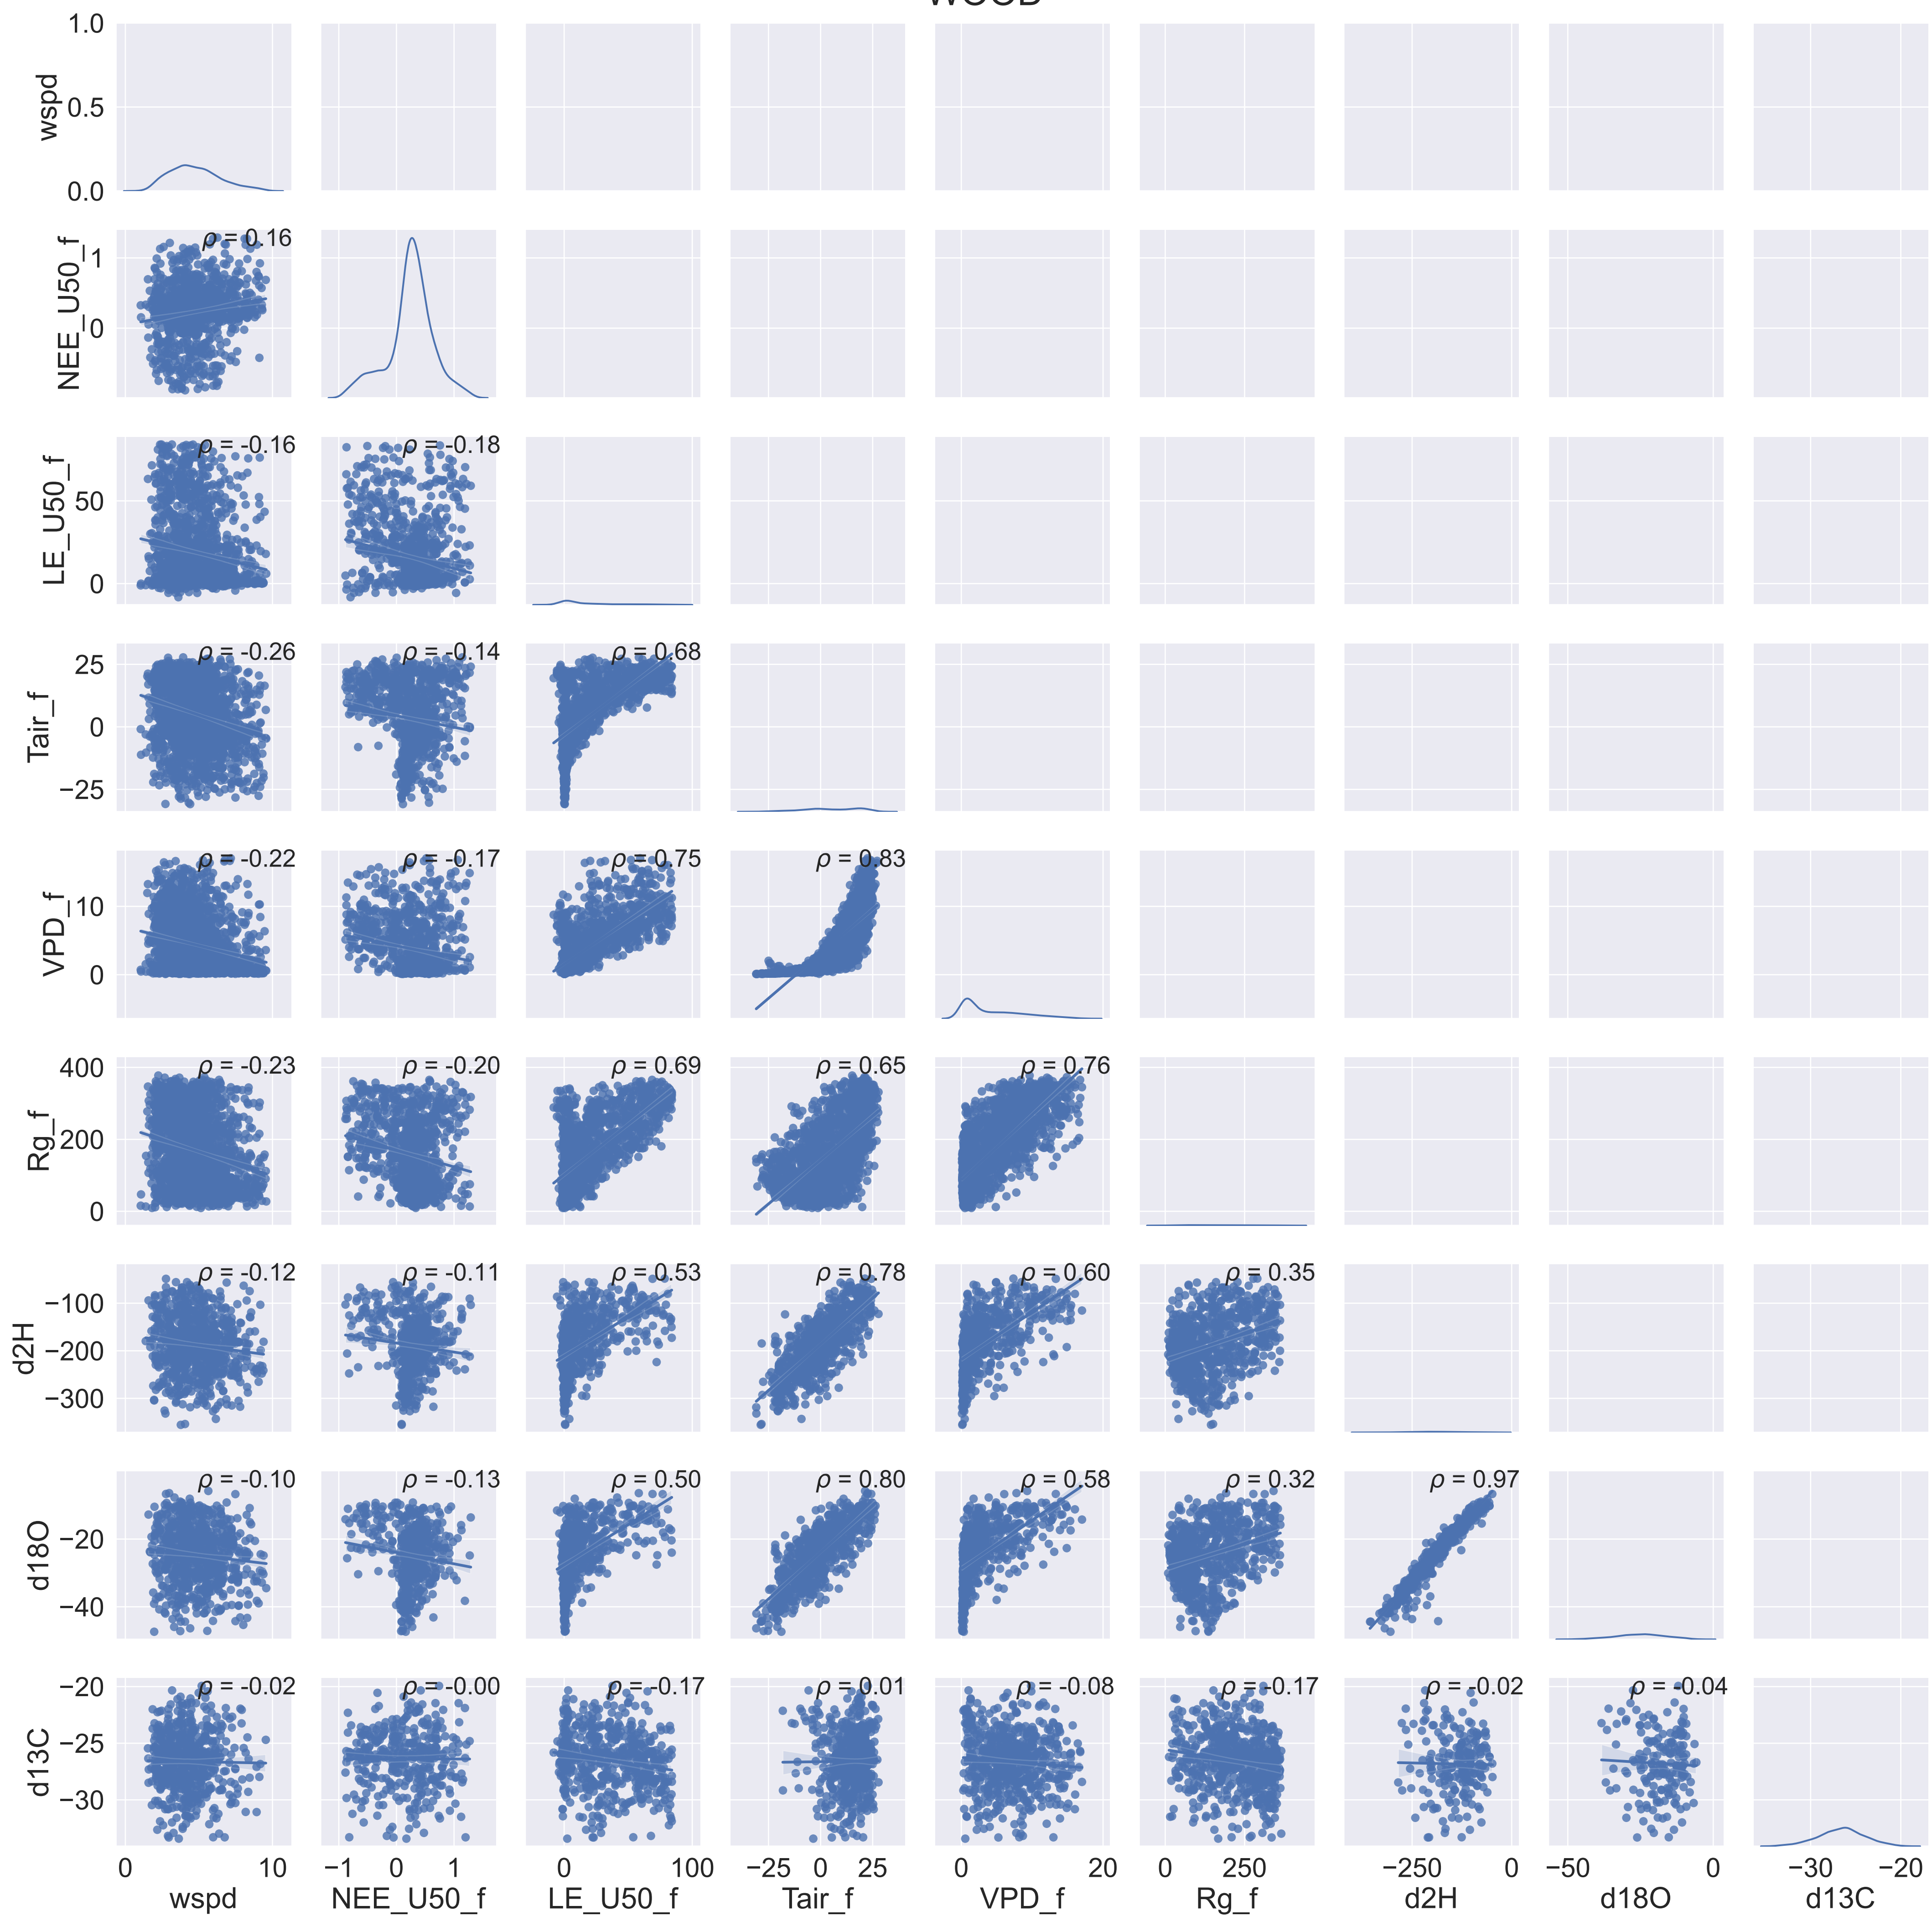 wspd
1.0
0.5
0.0
NEE_U50_f
1
0
ρ = 0.16
LE_U50_f
50
0
ρ = -0.16
ρ = -0.18
Tair_f
25
0
−25
ρ = -0.26
ρ = -0.14
ρ = 0.68
VPD_f
10
0
ρ = -0.22
ρ = -0.17
ρ = 0.75
ρ = 0.83
Rg_f
400
200
0
ρ = -0.23
ρ = -0.20
ρ = 0.69
ρ = 0.65
ρ = 0.76
d2H
−100
−200
−300
ρ = -0.12
ρ = -0.11
ρ = 0.53
ρ = 0.78
ρ = 0.60
ρ = 0.35
d18O
−20
−40
ρ = -0.10
ρ = -0.13
ρ = 0.50
ρ = 0.80
ρ = 0.58
ρ = 0.32
ρ = 0.97
d13C
−20
−25
−30
ρ = -0.02
ρ = -0.00
ρ = -0.17
ρ = 0.01
ρ = -0.08
ρ = -0.17
ρ = -0.02
ρ = -0.04
0 10
−1 0 1
0 100
−25 0 25
0 20
0 250
−250 0
−50 0
−30 −20
wspd
NEE_U50_f
LE_U50_f
Tair_f
VPD_f
Rg_f
d2H
d18O
d13C